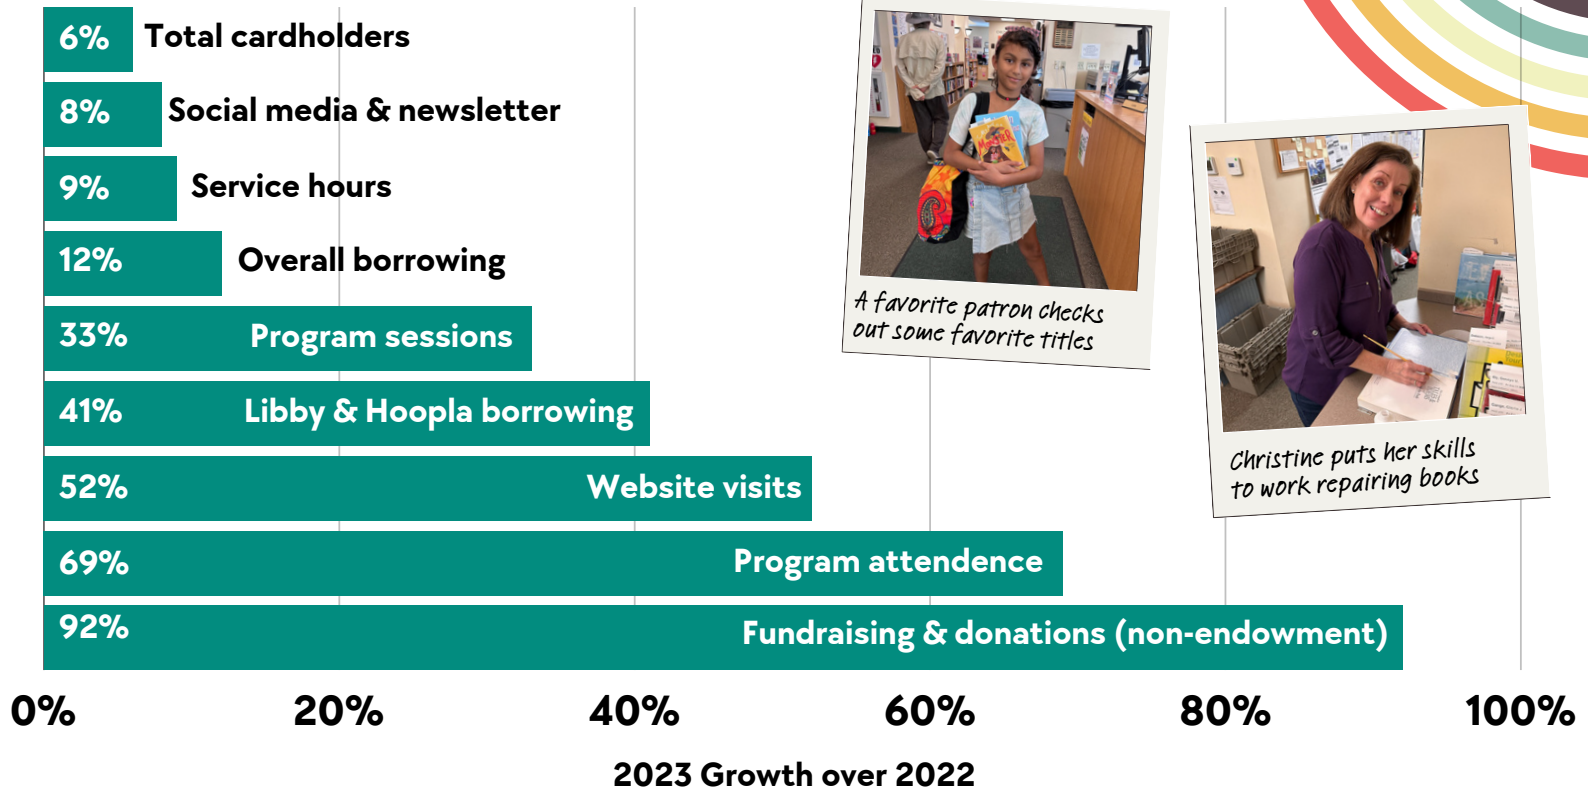 6% Total cardholders
8% Social media & newsletter
9% Service hours
12% Overall borrowing
33% Program sessions
41% Libby & Hoopla borrowing
52% Website visits
69% Program attendence
92% Fundraising & donations (non-endowment)
0% 20% 40% 60% 80% 100%
2023 Growth over 2022
A favorite patron checks
out some favorite titles
Christine puts her skills
to work repairing books